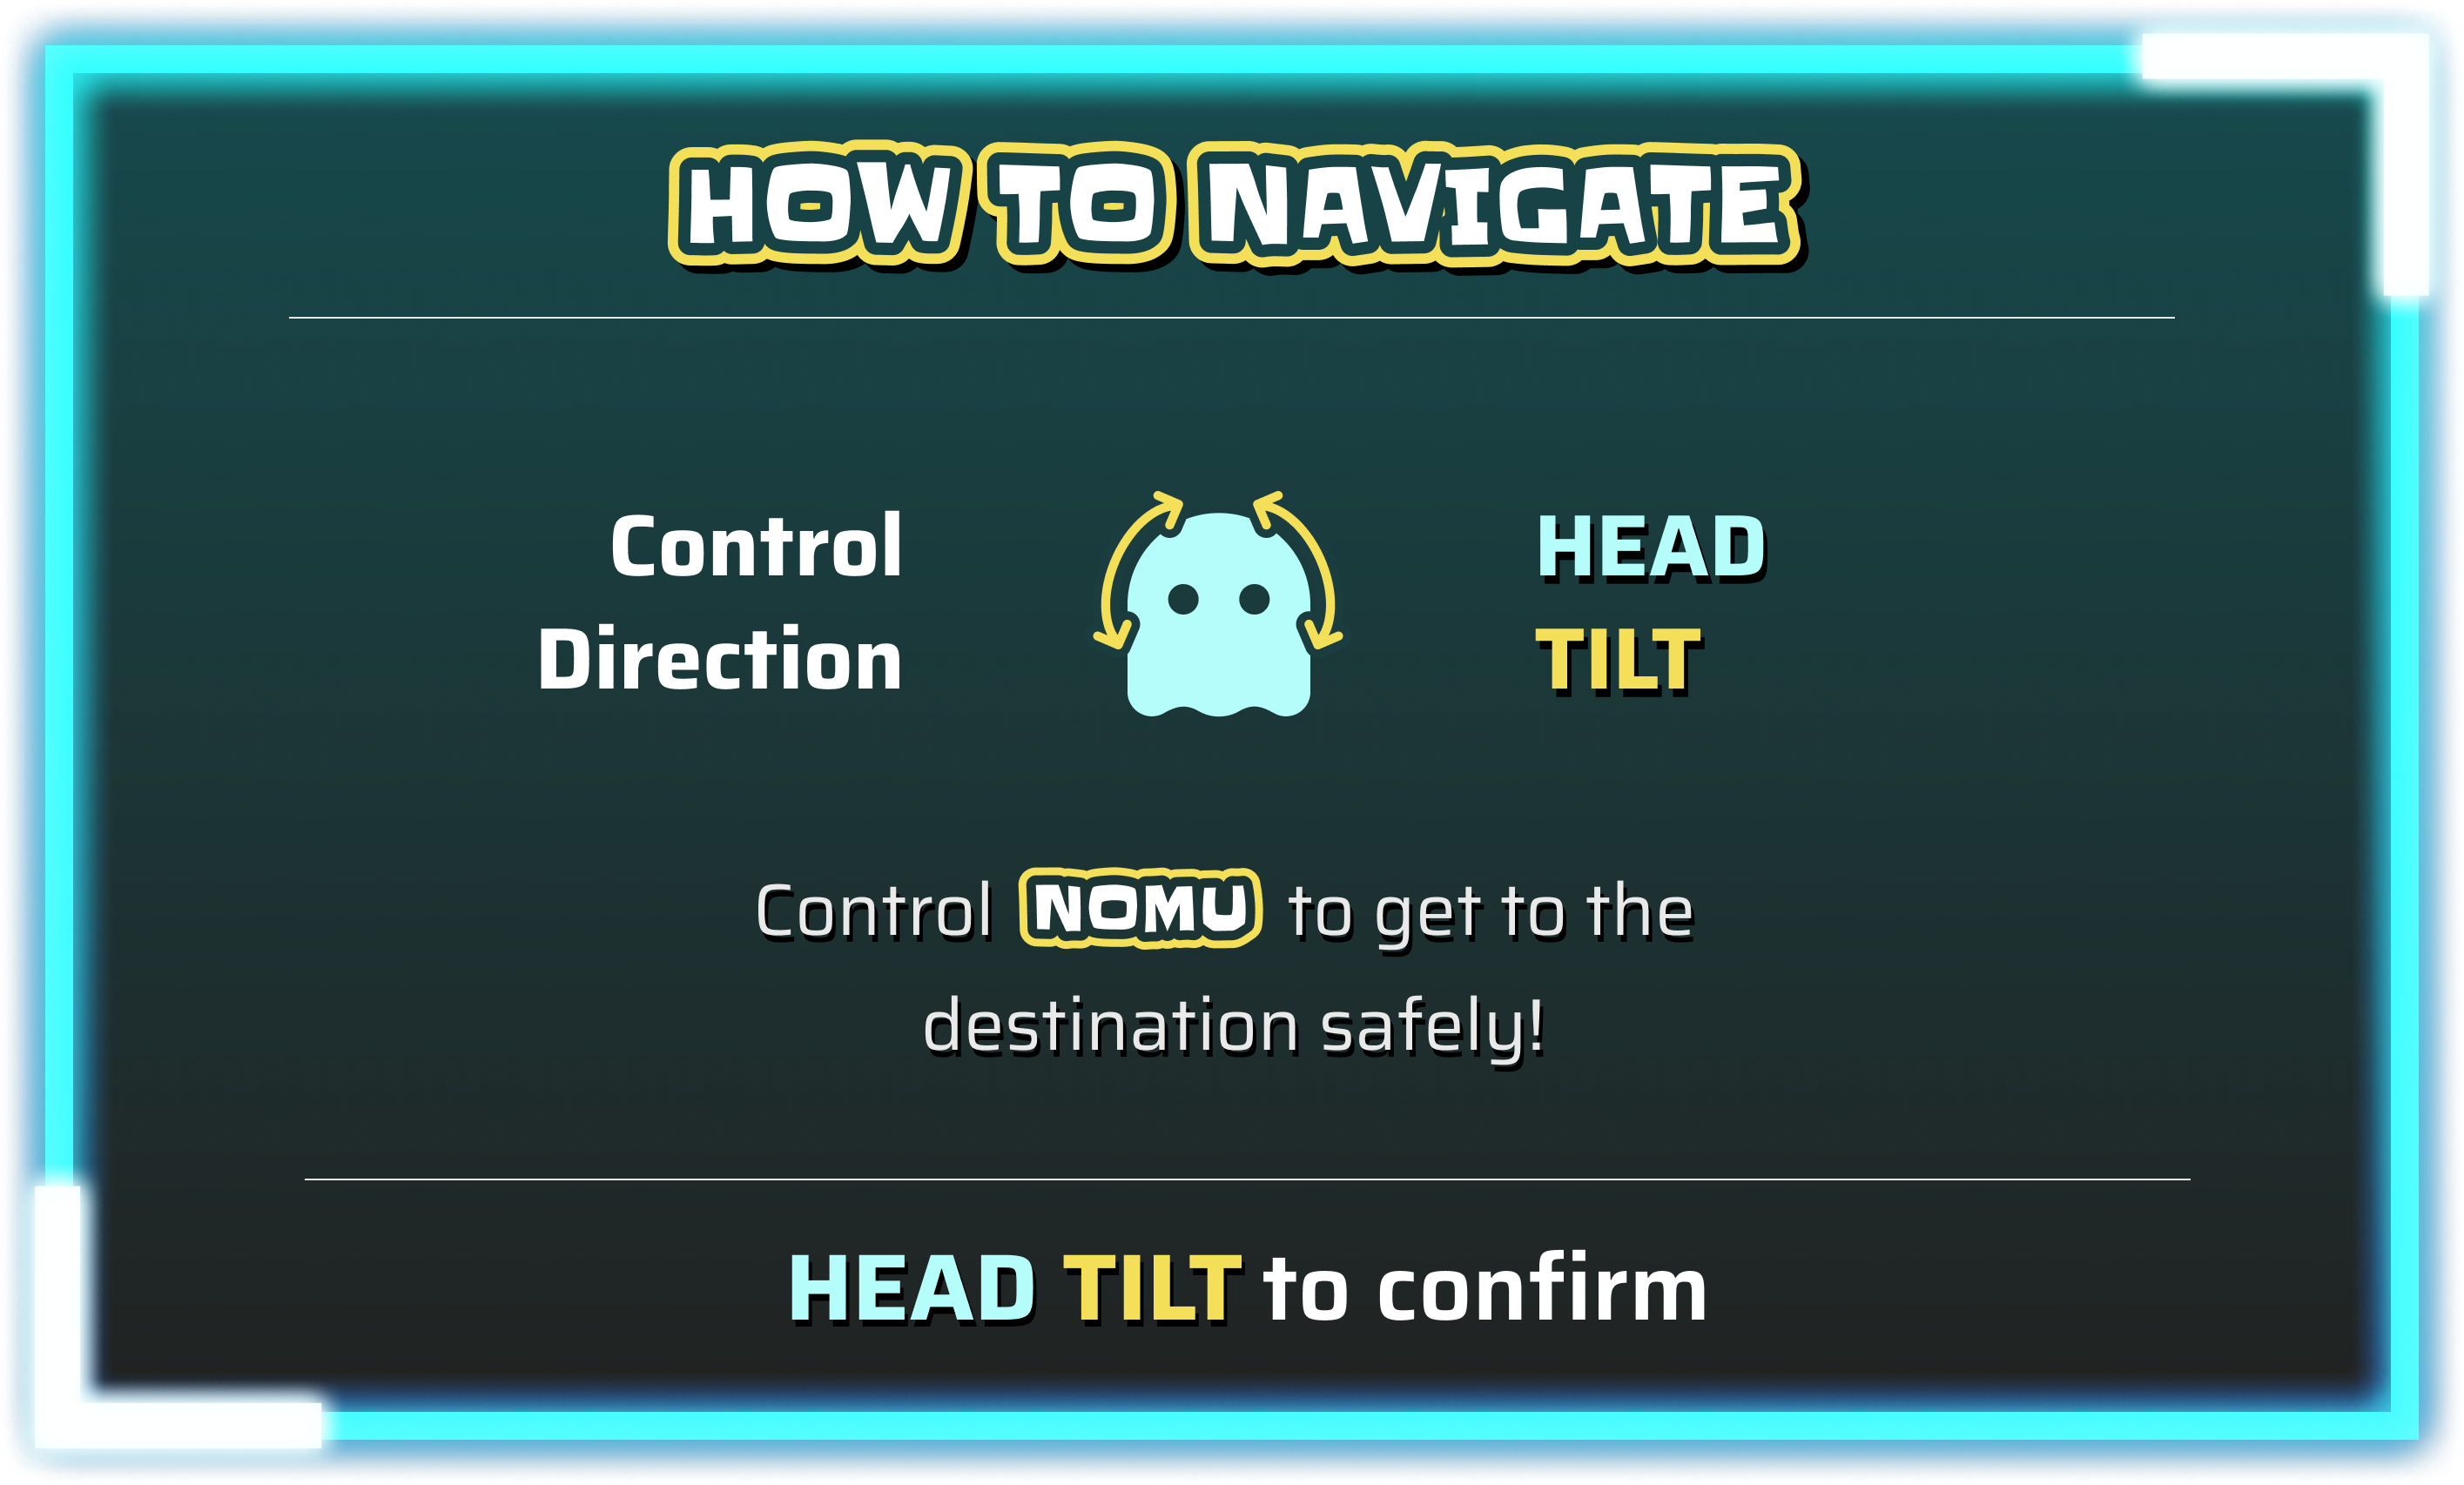 HOW TO NAVIGATE
Control
Direction
HEAD
TILT
Control NOMU to get to the
destination safely!
HEAD TILT to confirm